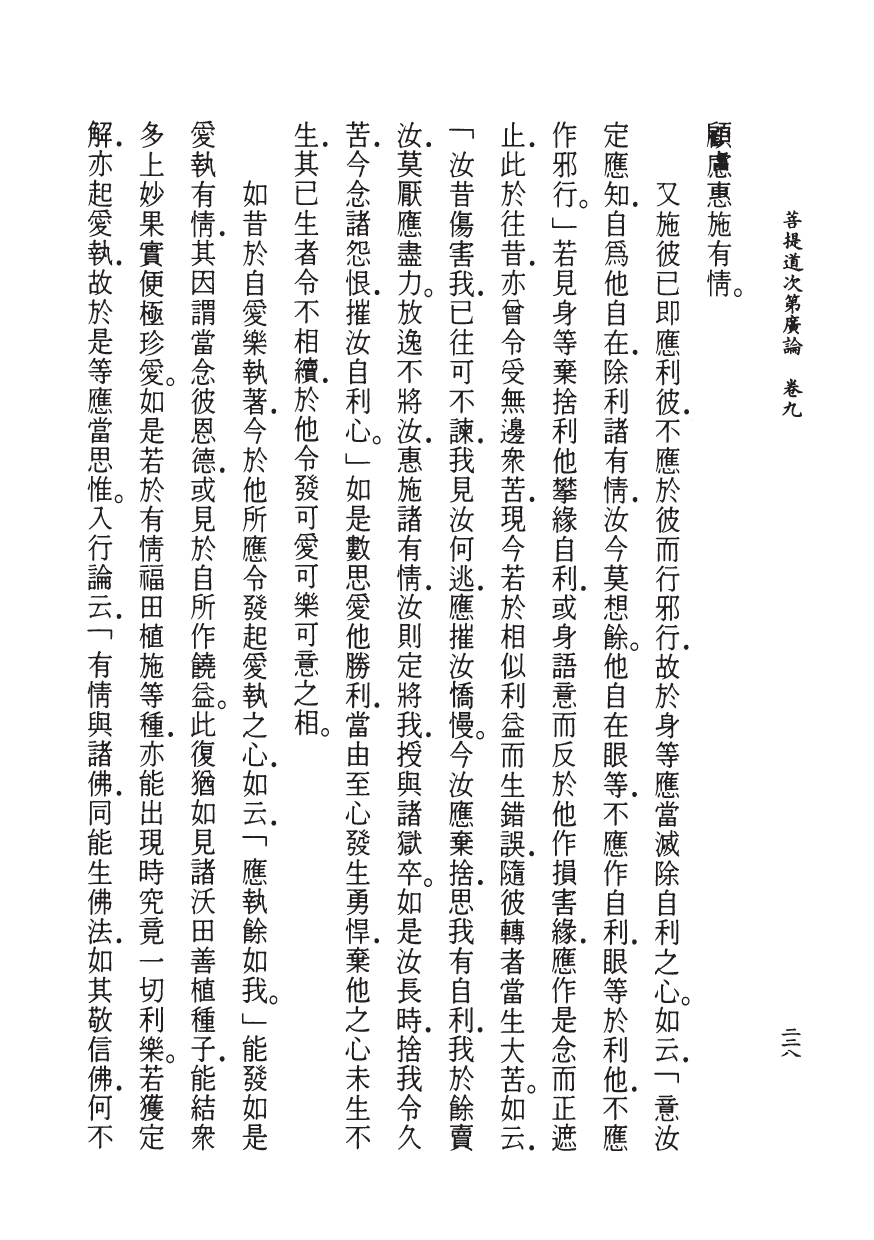 菩提道次第廣論　卷九
二三八
顧慮惠施有情。
又施彼已即應利彼．不應於彼而行邪行．故於身等應當滅除自利之心。如云．「意汝
定應知．自爲他自在．除利諸有情．汝今莫想餘。他自在眼等．不應作自利．眼等於利他．不應
作邪行。」若見身等棄捨利他攀緣自利．或身語意而反於他作損害緣．應作是念而正遮
止．此於往昔．亦曾令受無邊衆苦．現今若於相似利益而生錯誤．隨彼轉者當生大苦。如云．
「汝昔傷害我．已往可不諫．我見汝何逃．應摧汝憍慢。今汝應棄捨．思我有自利．我於餘賣
汝．莫厭應盡力。放逸不將汝．惠施諸有情．汝則定將我．授與諸獄卒。如是汝長時．捨我令久
苦．今念諸怨恨．摧汝自利心。」如是數思愛他勝利．當由至心發生勇悍．棄他之心未生不
生．其已生者令不相續．於他令發可愛可樂可意之相。
如昔於自愛樂執著．今於他所應令發起愛執之心．如云．「應執餘如我。」能發如是
愛執有情．其因謂當念彼恩德．或見於自所作饒益。此復猶如見諸沃田善植種子．能結衆
多上妙果實便極珍愛。如是若於有情福田植施等種．亦能出現時究竟一切利樂。若獲定
解．亦起愛執．故於是等應當思惟。入行論云．「有情與諸佛．同能生佛法．如其敬信佛．何不